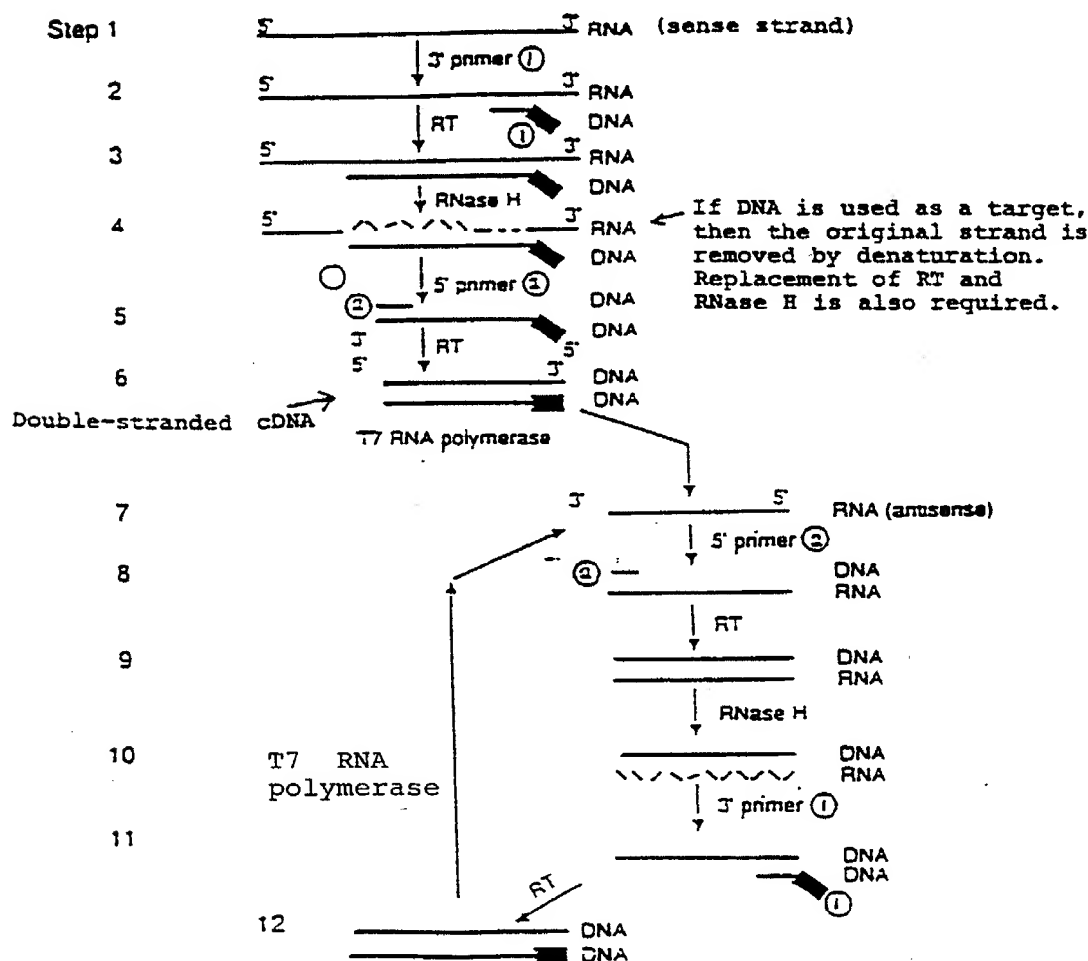 Step 1 5' 3' RNA (sense strand)
3' primer ①
2 5' 3' RNA
RT DNA
①
3 5' 3' RNA
DNA
RNase H
4 5' 3' RNA
DNA
If DNA is used as a target,
then the original strand is
removed by denaturation.
Replacement of RT and
RNase H is also required.
5' primer ②
② DNA
5 DNA
3' RT 5'
5' 3'
6 DNA
DNA
Double-stranded cDNA
T7 RNA polymerase
3' 5'
7 RNA (antisense)
5' primer ②
8 ② DNA
RNA
RT
9 DNA
RNA
RNase H
10 DNA
RNA
T7 RNA
polymerase
3' primer ①
11 DNA
DNA
①
RT
12 DNA
DNA